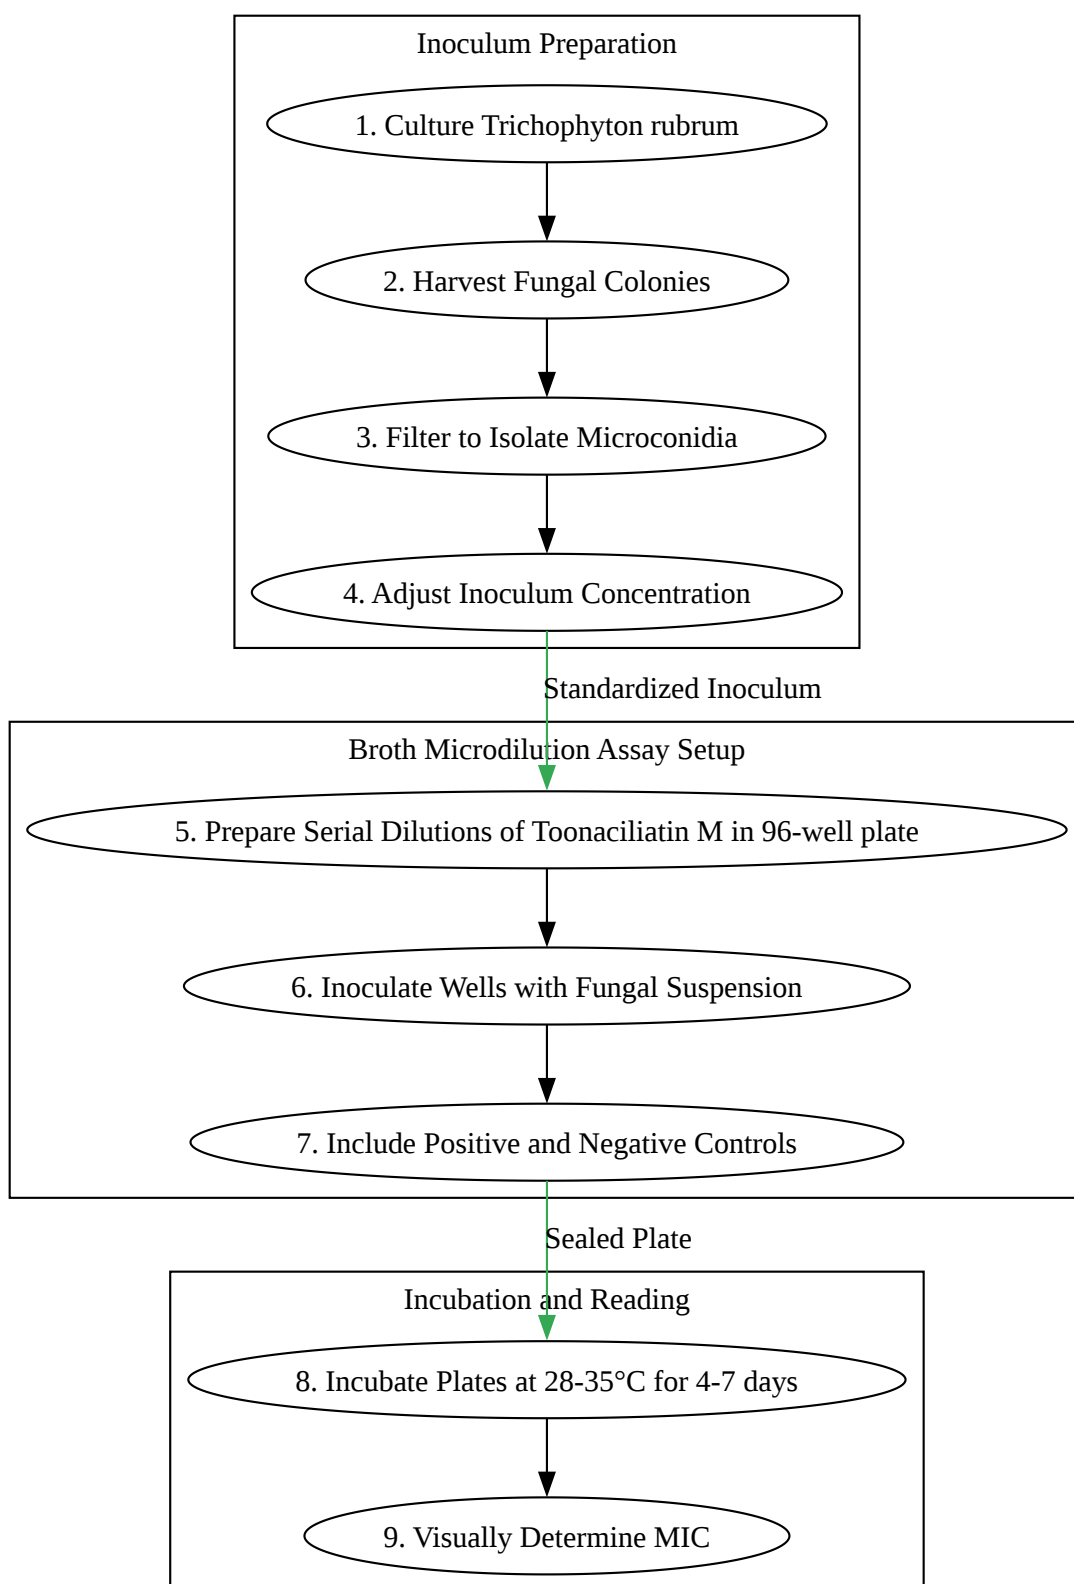 Inoculum Preparation
1. Culture Trichophyton rubrum
2. Harvest Fungal Colonies
3. Filter to Isolate Microconidia
4. Adjust Inoculum Concentration
Standardized Inoculum
Broth Microdilution Assay Setup
5. Prepare Serial Dilutions of Toonaciliatin M in 96-well plate
6. Inoculate Wells with Fungal Suspension
7. Include Positive and Negative Controls
Sealed Plate
Incubation and Reading
8. Incubate Plates at 28-35°C for 4-7 days
9. Visually Determine MIC